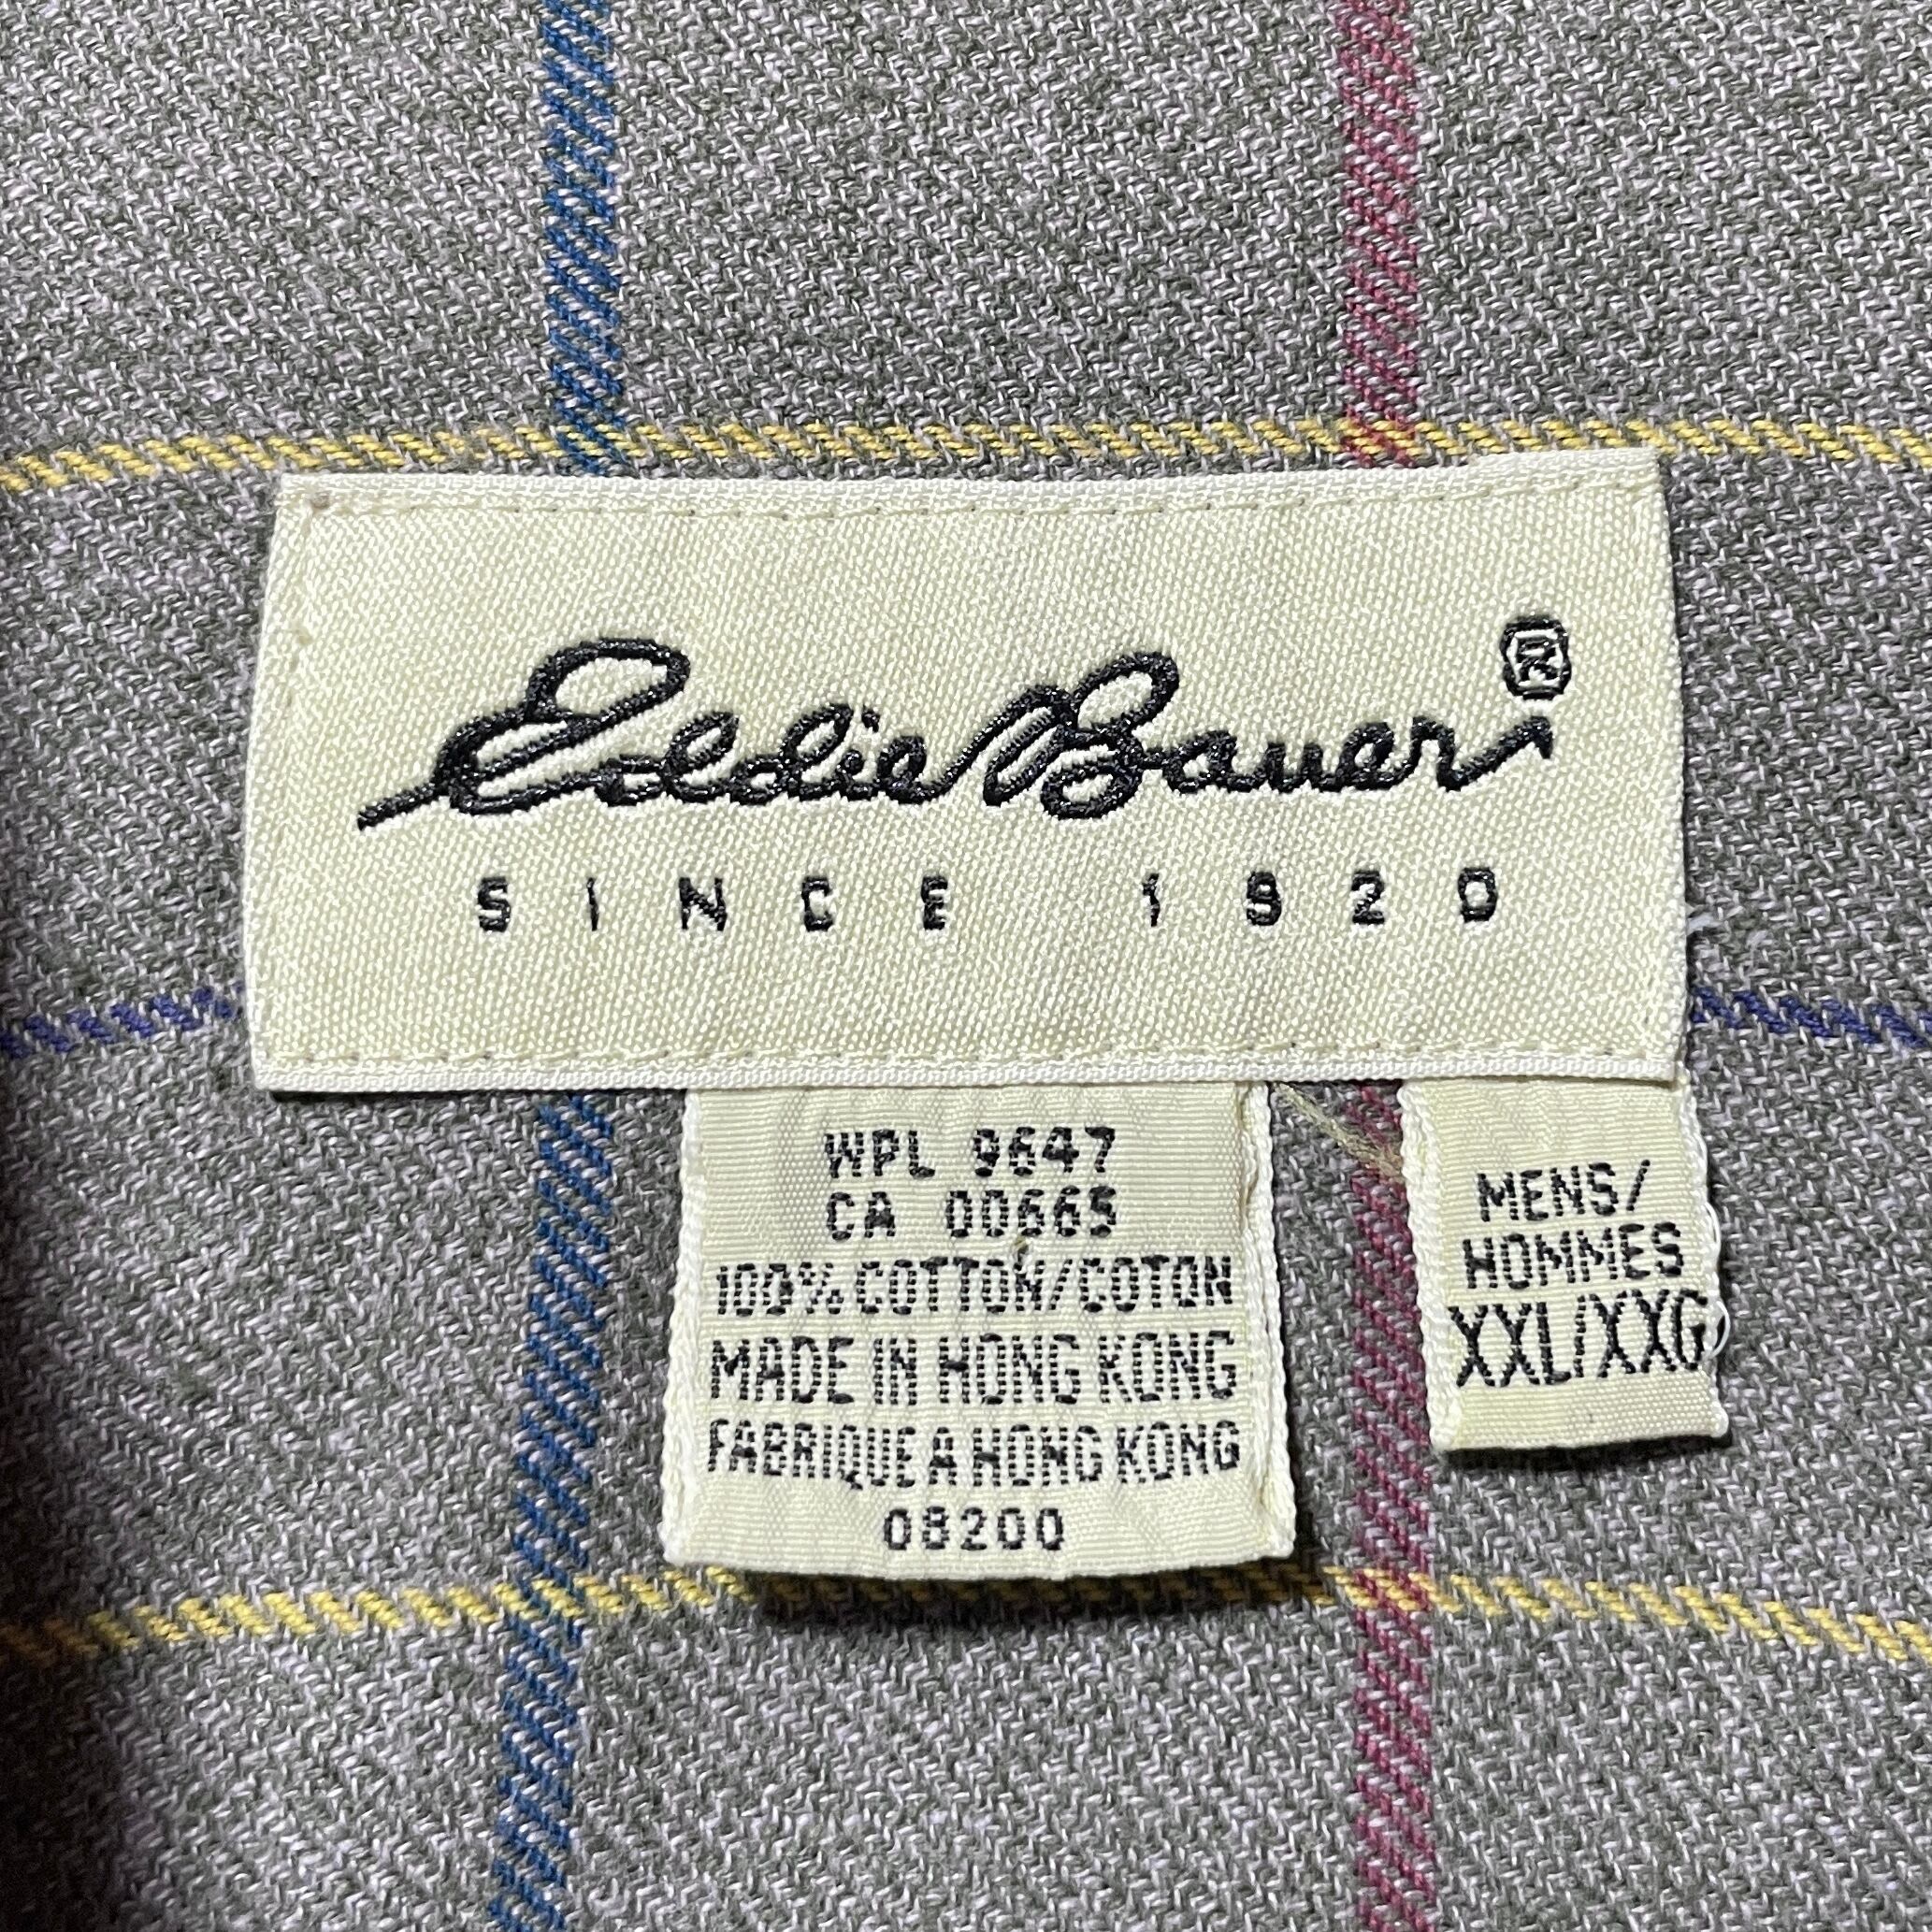 Eddie Bauer®
SINCE 1920
WPL 9647
CA 00665
100% COTTON/COTON
MADE IN HONG KONG
FABRIQUE A HONG KONG
08200
MENS/
HOMMES
XXL/XXG